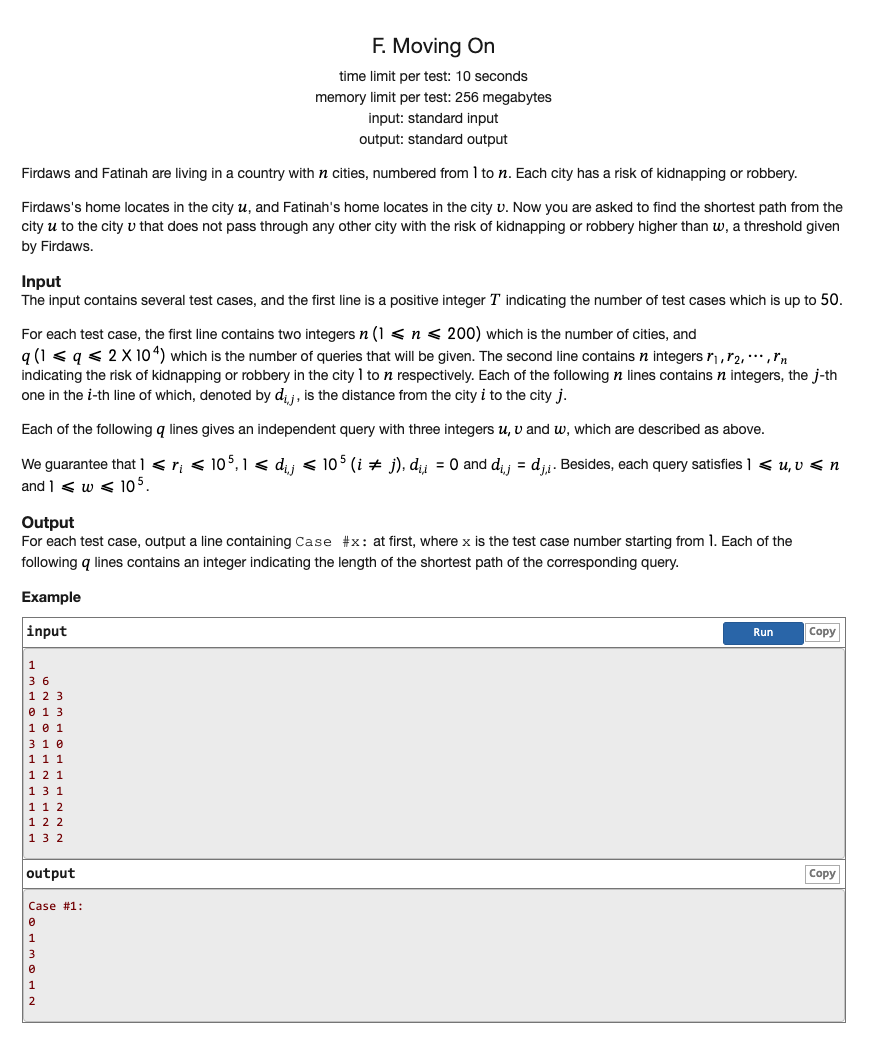 F. Moving On
time limit per test: 10 seconds
memory limit per test: 256 megabytes
input: standard input
output: standard output
Firdaws and Fatinah are living in a country with n cities, numbered from 1 to n. Each city has a risk of kidnapping or robbery.
Firdaws's home locates in the city u, and Fatinah's home locates in the city v. Now you are asked to find the shortest path from the
city u to the city v that does not pass through any other city with the risk of kidnapping or robbery higher than w, a threshold given
by Firdaws.
Input
The input contains several test cases, and the first line is a positive integer T indicating the number of test cases which is up to 50.
For each test case, the first line contains two integers n (1 ⩽ n ⩽ 200) which is the number of cities, and
q (1 ⩽ q ⩽ 2 X 10^4) which is the number of queries that will be given. The second line contains n integers r_1, r_2, ⋯, r_n
indicating the risk of kidnapping or robbery in the city 1 to n respectively. Each of the following n lines contains n integers, the j-th
one in the i-th line of which, denoted by d_{i,j}, is the distance from the city i to the city j.
Each of the following q lines gives an independent query with three integers u, v and w, which are described as above.
We guarantee that 1 ⩽ r_i ⩽ 10^5, 1 ⩽ d_{i,j} ⩽ 10^5 (i ≠ j), d_{i,i} = 0 and d_{i,j} = d_{j,i}. Besides, each query satisfies 1 ⩽ u, v ⩽ n
and 1 ⩽ w ⩽ 10^5.
Output
For each test case, output a line containing Case #x: at first, where x is the test case number starting from 1. Each of the
following q lines contains an integer indicating the length of the shortest path of the corresponding query.
Example
input Run Copy
1
3 6
1 2 3
0 1 3
1 0 1
3 1 0
1 1 1
1 2 1
1 3 1
1 1 2
1 2 2
1 3 2
output Copy
Case #1:
0
1
3
0
1
2